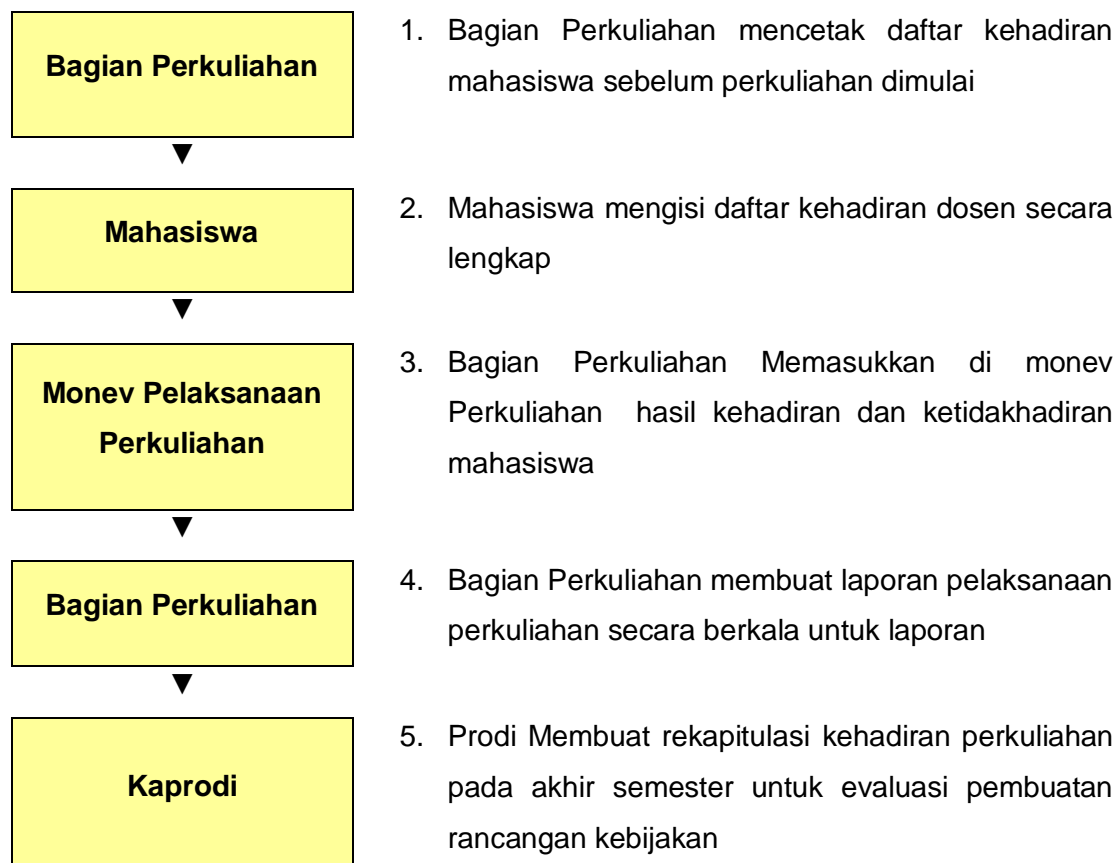 Bagian Perkuliahan
1. Bagian Perkuliahan mencetak daftar kehadiran
mahasiswa sebelum perkuliahan dimulai
▼
Mahasiswa
2. Mahasiswa mengisi daftar kehadiran dosen secara
lengkap
▼
Monev Pelaksanaan
Perkuliahan
3. Bagian Perkuliahan Memasukkan di monev
Perkuliahan hasil kehadiran dan ketidakhadiran
mahasiswa
▼
Bagian Perkuliahan
4. Bagian Perkuliahan membuat laporan pelaksanaan
perkuliahan secara berkala untuk laporan
▼
Kaprodi
5. Prodi Membuat rekapitulasi kehadiran perkuliahan
pada akhir semester untuk evaluasi pembuatan
rancangan kebijakan